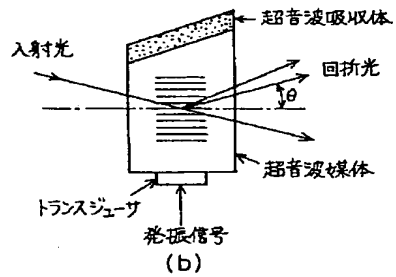 超音波吸収体
入射光
回折光
θ
超音波媒体
トランスジューサ
発振信号
(b)